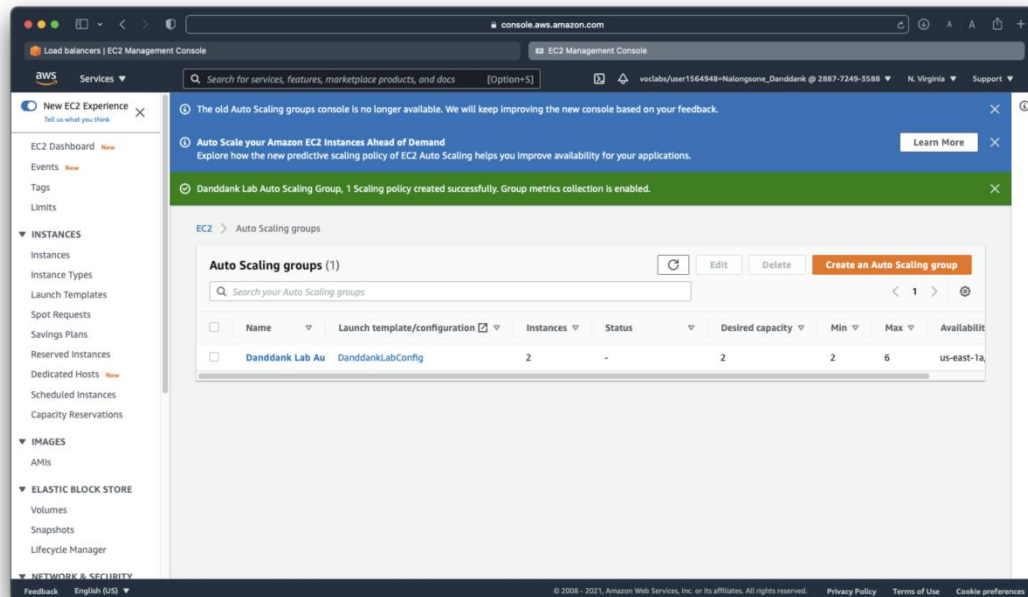 console.aws.amazon.com
Load balancers | EC2 Management Console
EC2 Management Console
aws
Services
Search for services, features, marketplace products, and docs
[Option+S]
voclabs/user1564948=Nalongsone_Danddank @ 2887-7249-3588
N. Virginia
Support
New EC2 Experience
Tell us what you think
EC2 Dashboard New
Events New
Tags
Limits
INSTANCES
Instances
Instance Types
Launch Templates
Spot Requests
Savings Plans
Reserved Instances
Dedicated Hosts New
Scheduled Instances
Capacity Reservations
IMAGES
AMIs
ELASTIC BLOCK STORE
Volumes
Snapshots
Lifecycle Manager
NETWORK & SECURITY
The old Auto Scaling groups console is no longer available. We will keep improving the new console based on your feedback.
Auto Scale your Amazon EC2 Instances Ahead of Demand
Explore how the new predictive scaling policy of EC2 Auto Scaling helps you improve availability for your applications.
Learn More
Danddank Lab Auto Scaling Group, 1 Scaling policy created successfully. Group metrics collection is enabled.
EC2 > Auto Scaling groups
Auto Scaling groups (1)
Edit
Delete
Create an Auto Scaling group
Search your Auto Scaling groups
1
Name
Launch template/configuration
Instances
Status
Desired capacity
Min
Max
Availabilit
Danddank Lab Au
DanddankLabConfig
2
-
2
2
6
us-east-1a,
Feedback
English (US)
© 2008 - 2021, Amazon Web Services, Inc. or its affiliates. All rights reserved.
Privacy Policy
Terms of Use
Cookie preferences